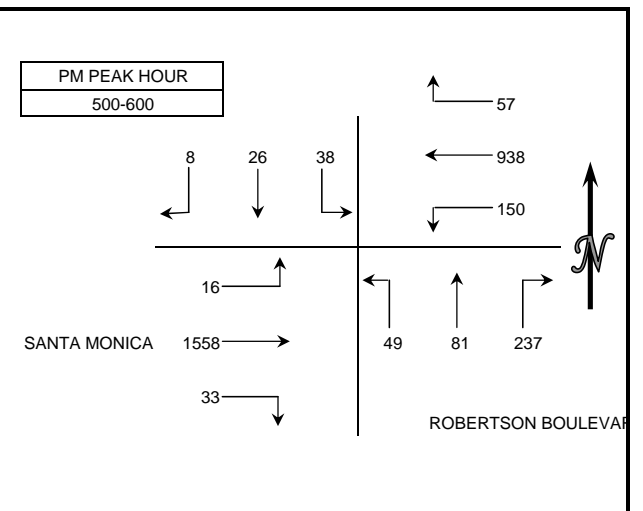 PM PEAK HOUR
500-600
57
8 26 38
938
150
16
N
SANTA MONICA 1558
49 81 237
33
ROBERTSON BOULEVAR